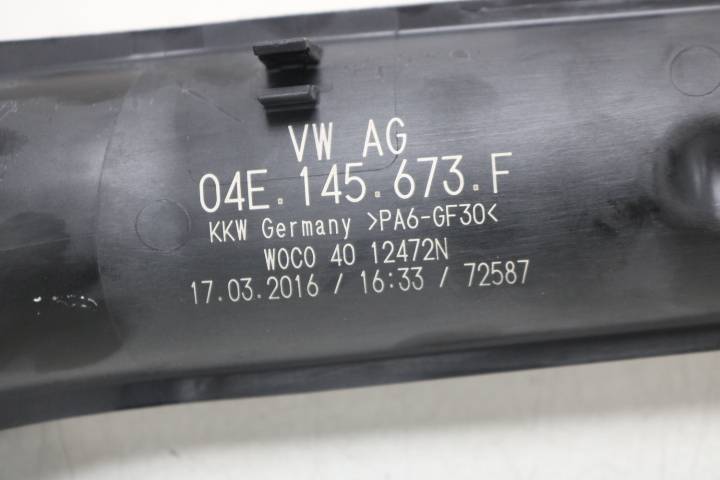 VW AG
04E.145.673.F
KKW Germany >PA6-GF30<
WOCO 40 12472N
17.03.2016 / 16:33 / 72587